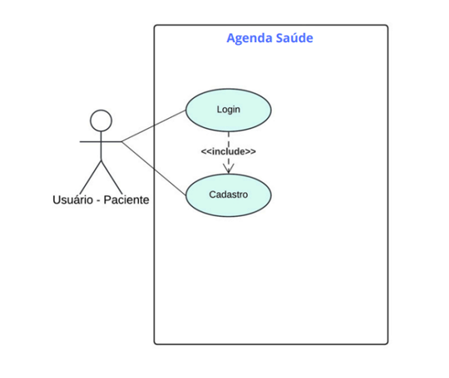 Agenda Saúde
Login
<<include>>
Cadastro
Usuário - Paciente